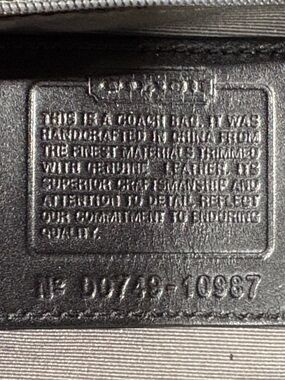 COACH
THIS IS A COACH BAG. IT WAS
HANDCRAFTED IN CHINA FROM
THE FINEST MATERIALS TRIMMED
WITH GENUINE LEATHER. ITS
SUPERIOR CRAFTSMANSHIP AND
ATTENTION TO DETAIL REFLECT
OUR COMMITMENT TO ENDURING
QUALITY.
Nº D0749-10987